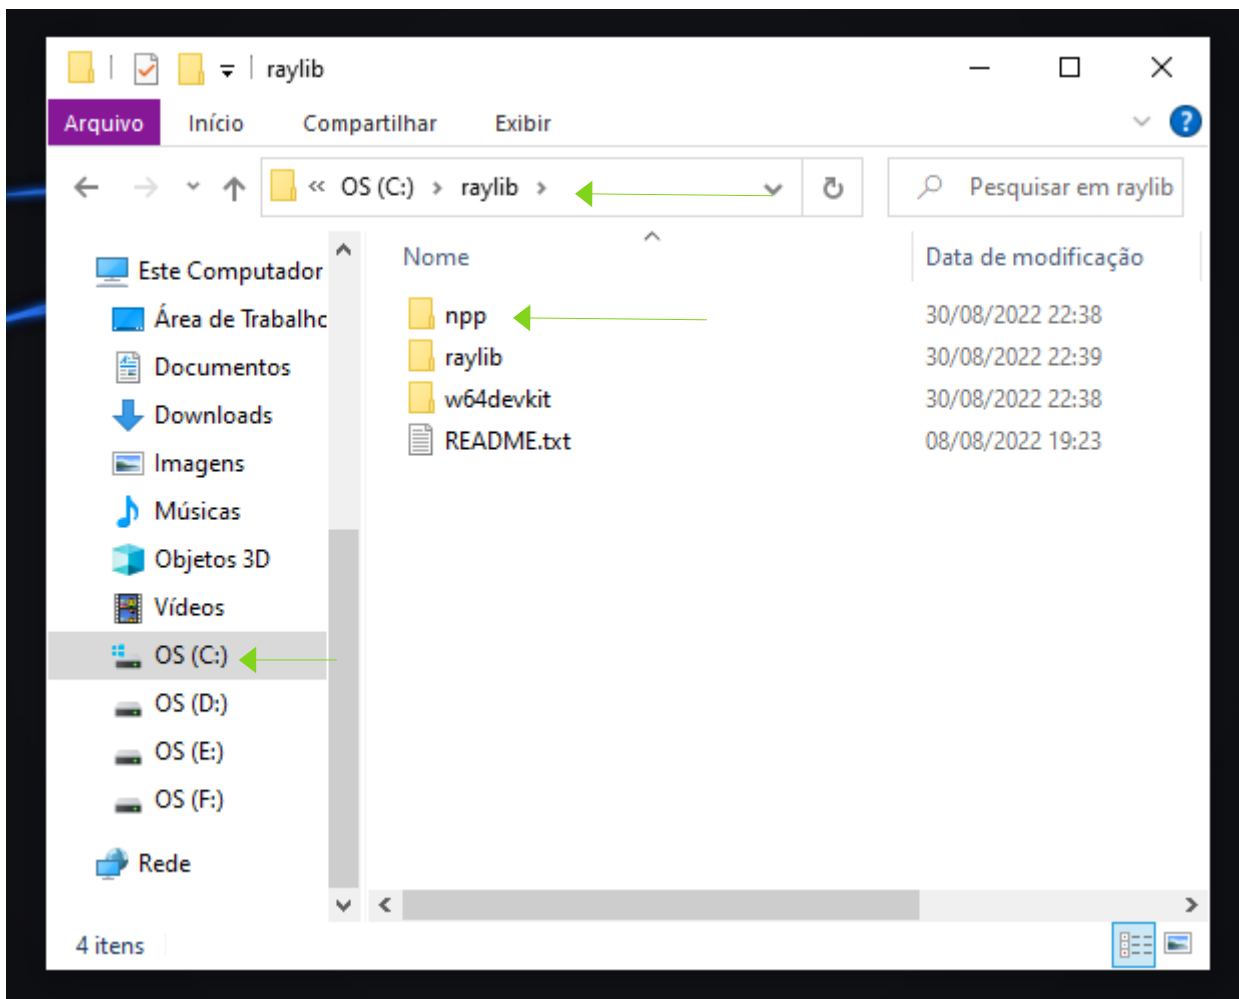 raylib
Arquivo Início Compartilhar Exibir
« OS (C:) › raylib › Pesquisar em raylib
Nome Data de modificação
Este Computador
Área de Trabalhc
Documentos
Downloads
Imagens
Músicas
Objetos 3D
Vídeos
OS (C:)
OS (D:)
OS (E:)
OS (F:)
Rede
npp 30/08/2022 22:38
raylib 30/08/2022 22:39
w64devkit 30/08/2022 22:38
README.txt 08/08/2022 19:23
4 itens